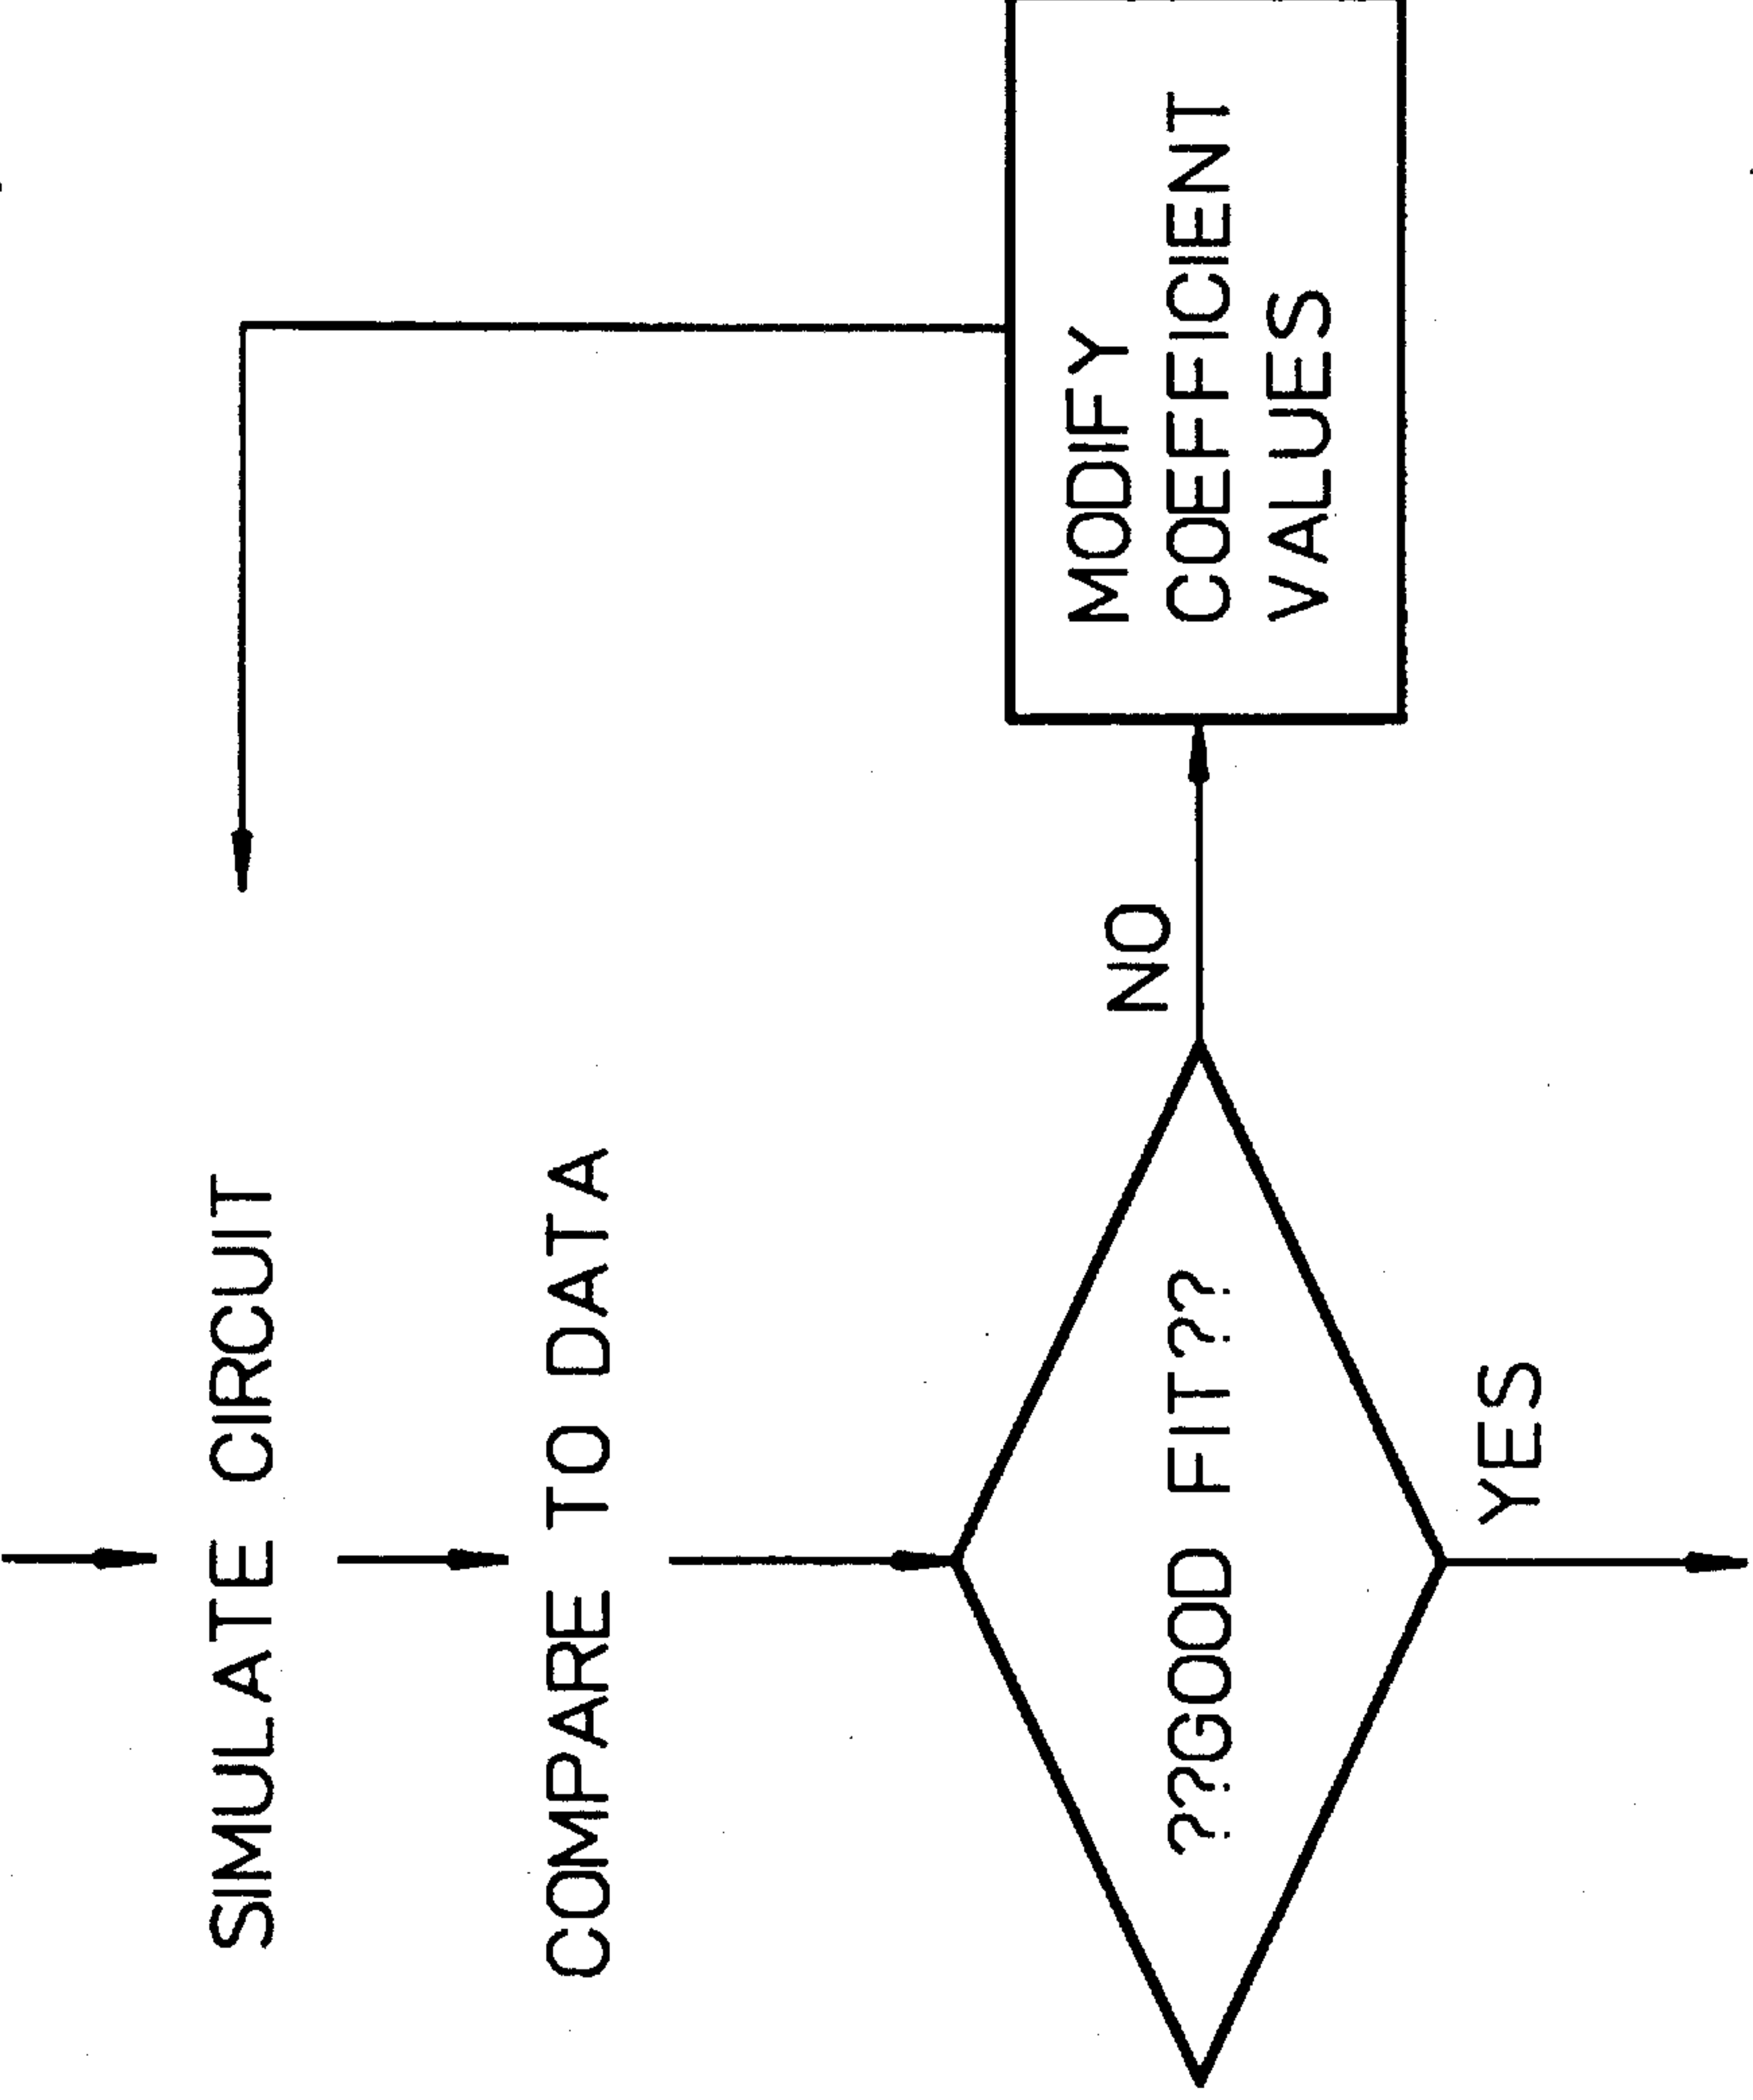 SIMULATE CIRCUIT
COMPARE TO DATA
??GOOD FIT??
NO
MODIFY
COEFFICIENT
VALUES
YES